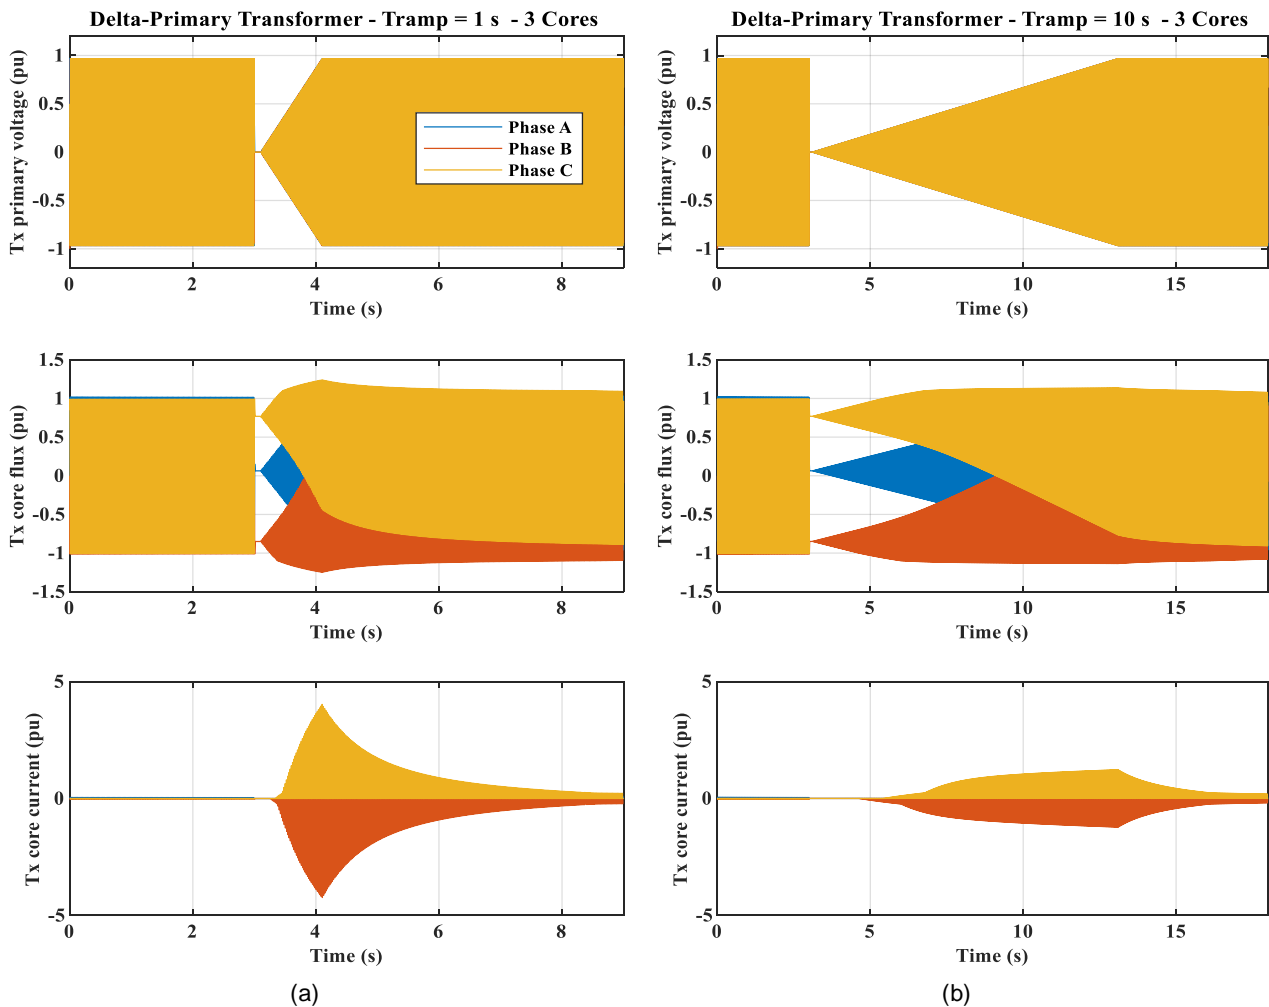 Delta-Primary Transformer - Tramp = 1 s - 3 Cores
Tx primary voltage (pu)
1
0.5
0
-0.5
-1
Phase A
Phase B
Phase C
0 2 4 6 8
Time (s)
Tx core flux (pu)
1.5
1
0.5
0
-0.5
-1
-1.5
0 2 4 6 8
Time (s)
Tx core current (pu)
5
0
-5
0 2 4 6 8
Time (s)
(a)
Delta-Primary Transformer - Tramp = 10 s - 3 Cores
Tx primary voltage (pu)
1
0.5
0
-0.5
-1
0 5 10 15
Time (s)
Tx core flux (pu)
1.5
1
0.5
0
-0.5
-1
-1.5
0 5 10 15
Time (s)
Tx core current (pu)
5
0
-5
0 5 10 15
Time (s)
(b)